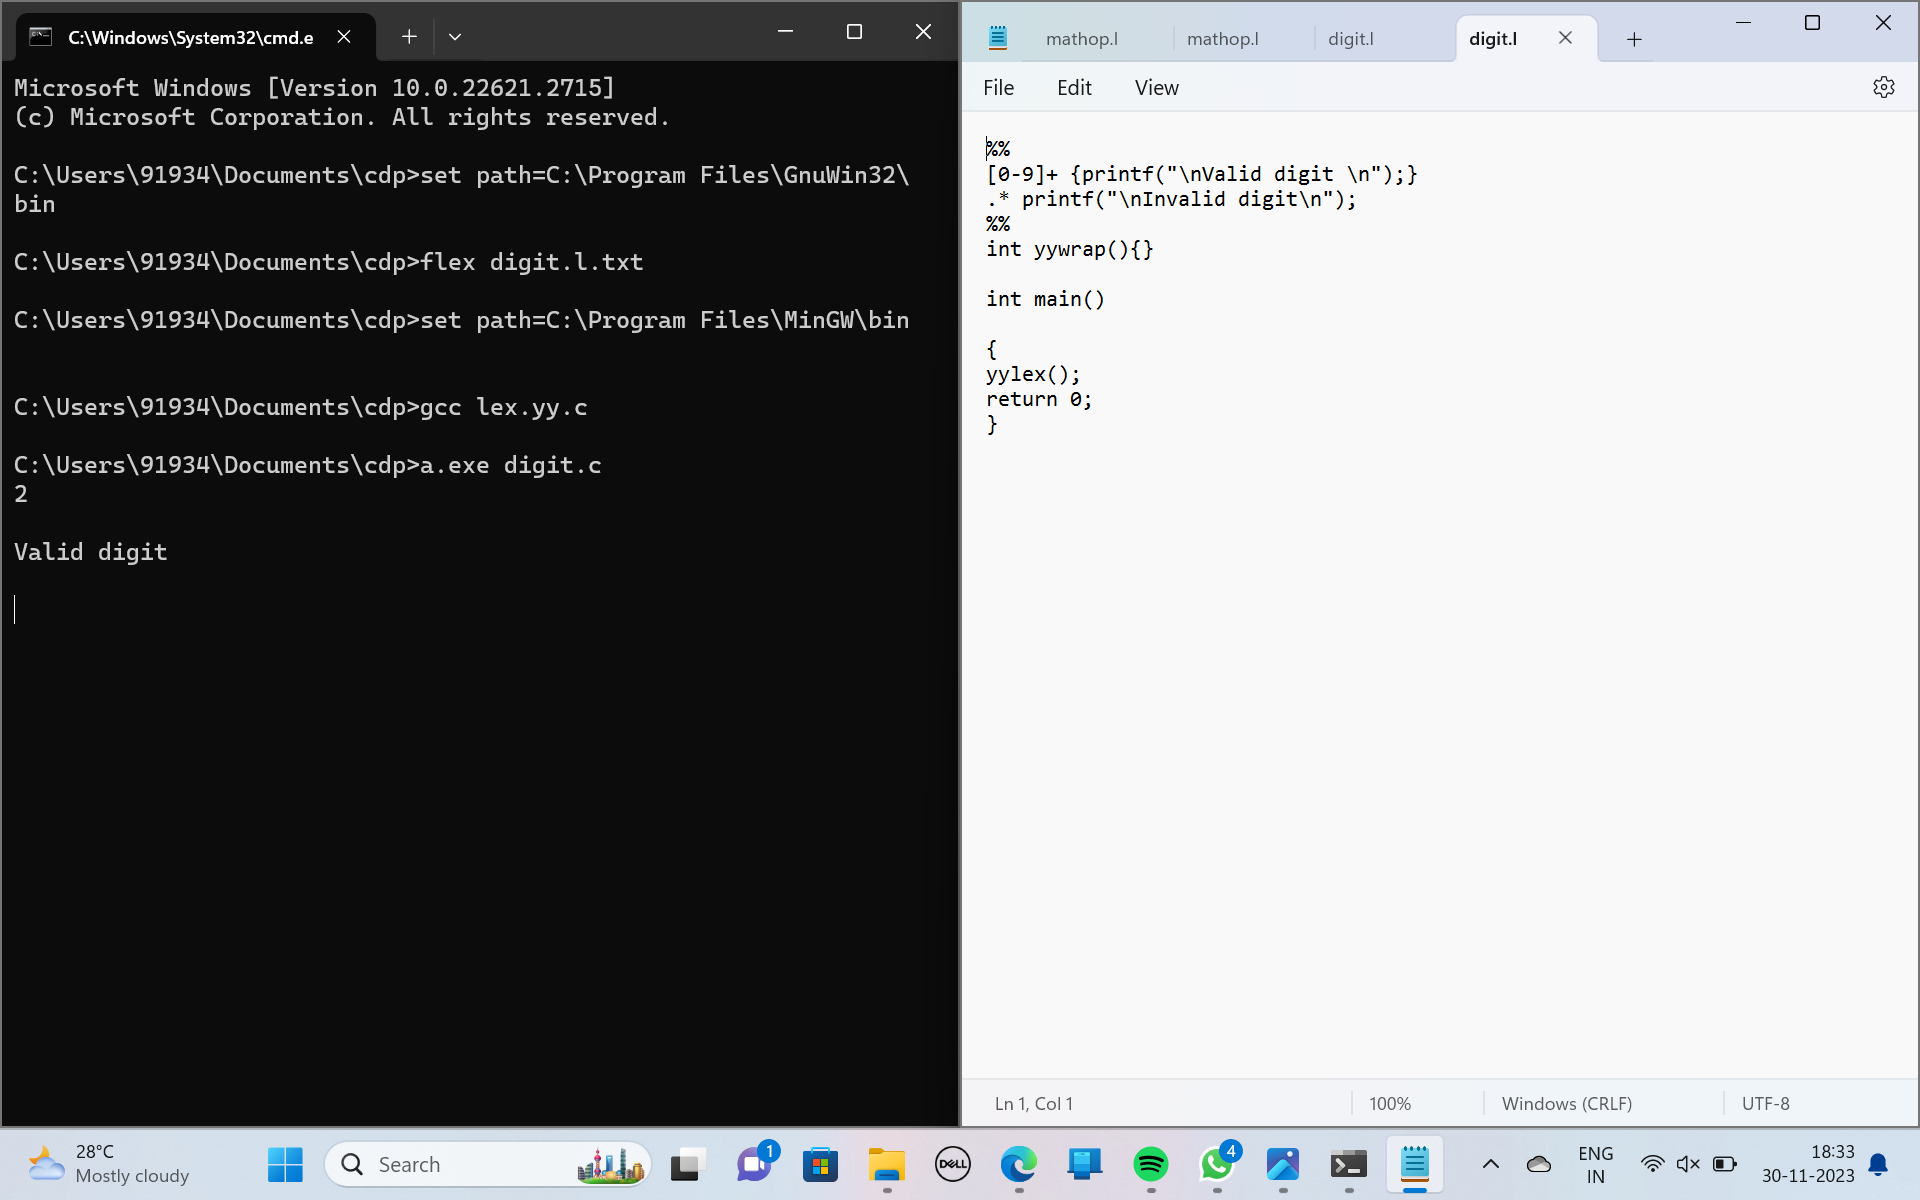 C:\Windows\System32\cmd.e
Microsoft Windows [Version 10.0.22621.2715]
(c) Microsoft Corporation. All rights reserved.
C:\Users\91934\Documents\cdp>set path=C:\Program Files\GnuWin32\
bin
C:\Users\91934\Documents\cdp>flex digit.l.txt
C:\Users\91934\Documents\cdp>set path=C:\Program Files\MinGW\bin
C:\Users\91934\Documents\cdp>gcc lex.yy.c
C:\Users\91934\Documents\cdp>a.exe digit.c
2
Valid digit
mathop.l mathop.l digit.l digit.l
File Edit View
%%
[0-9]+ {printf("\nValid digit \n");}
.* printf("\nInvalid digit\n");
%%
int yywrap(){}
int main()
{
yylex();
return 0;
}
Ln 1, Col 1 100% Windows (CRLF) UTF-8
28°C
Mostly cloudy
Search
1
DELL
4
ENG
IN
18:33
30-11-2023